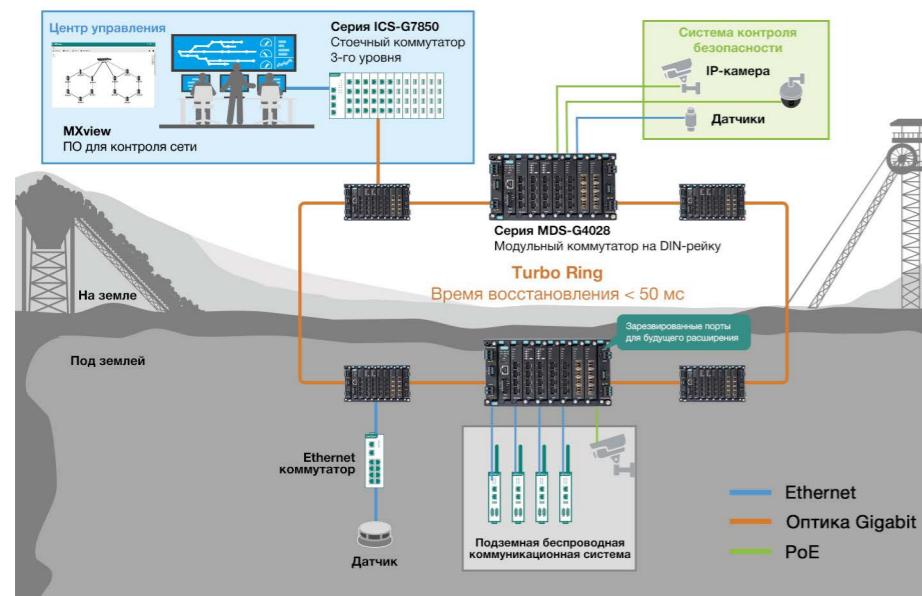 Центр управления
Серия ICS-G7850
Стоечный коммутатор
3-го уровня
MXview
ПО для контроля сети
Система контроля
безопасности
IP-камера
Датчики
Серия MDS-G4028
Модульный коммутатор на DIN-рейку
Turbo Ring
Время восстановления < 50 мс
На земле
Под землей
Зарезервированные порты
для будущего расширения
Ethernet
коммутатор
Датчик
Подземная беспроводная
коммуникационная система
Ethernet
Оптика Gigabit
PoE